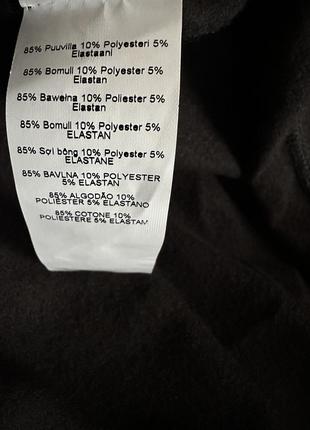 85% Puuvilla 10% Polyesteri 5%
Elastaani
85% Bomull 10% Polyester 5%
Elastan
85% Bawełna 10% Poliester 5%
Elastan
85% Bomull 10% Polyester 5%
ELASTAN
85% Sợi bông 10% Polyester 5%
ELASTANE
85% BAVLNA 10% POLYESTER
5% ELASTAN
85% ALGODÃO 10%
POLIÉSTER 5% ELASTANO
85% COTONE 10%
POLIESTERE 5% ELASTAM